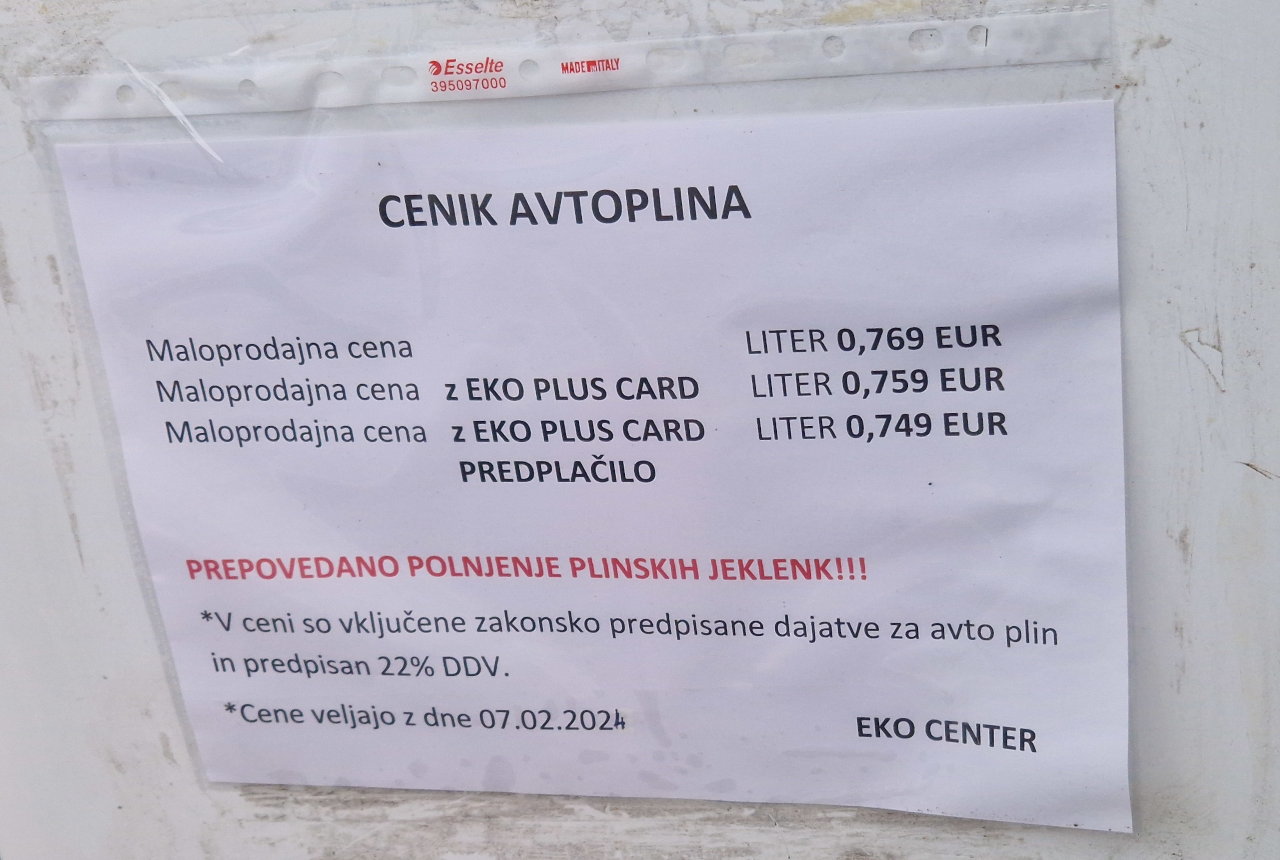 Esselte
395097000
MADE IN ITALY
CENIK AVTOPLINA
Maloprodajna cena LITER 0,769 EUR
Maloprodajna cena z EKO PLUS CARD LITER 0,759 EUR
Maloprodajna cena z EKO PLUS CARD LITER 0,749 EUR
PREDPLAČILO
PREPOVEDANO POLNJENJE PLINSKIH JEKLENK!!!
*V ceni so vključene zakonsko predpisane dajatve za avto plin
in predpisan 22% DDV.
*Cene veljajo z dne 07.02.2024
EKO CENTER